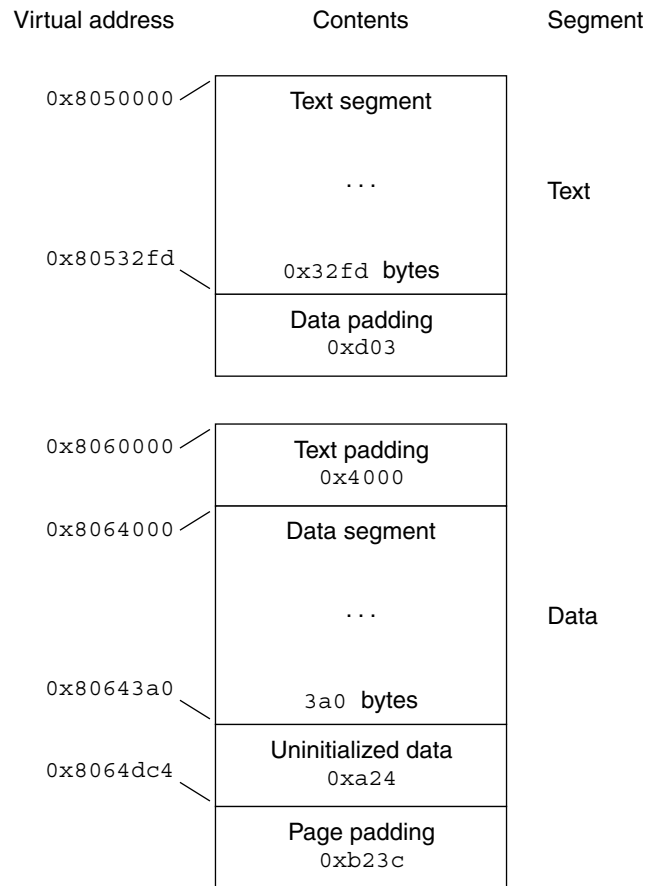 Virtual address Contents Segment
0x8050000
Text segment
...
Text
0x80532fd
0x32fd bytes
Data padding
0xd03
0x8060000
Text padding
0x4000
0x8064000
Data segment
...
Data
0x80643a0
3a0 bytes
Uninitialized data
0x8064dc4
0xa24
Page padding
0xb23c